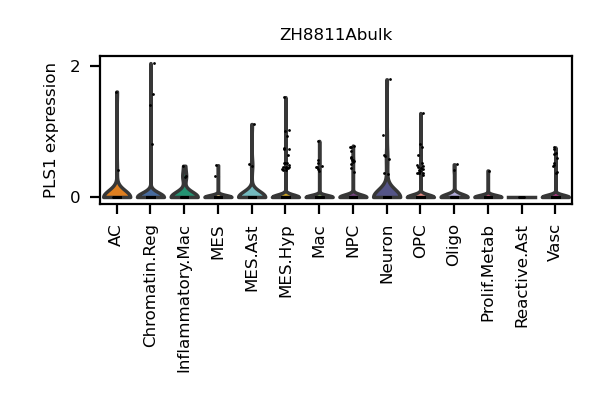 ZH8811Abulk
PLS1 expression
2
0
AC
Chromatin.Reg
Inflammatory.Mac
MES
MES.Ast
MES.Hyp
Mac
NPC
Neuron
OPC
Oligo
Prolif.Metab
Reactive.Ast
Vasc